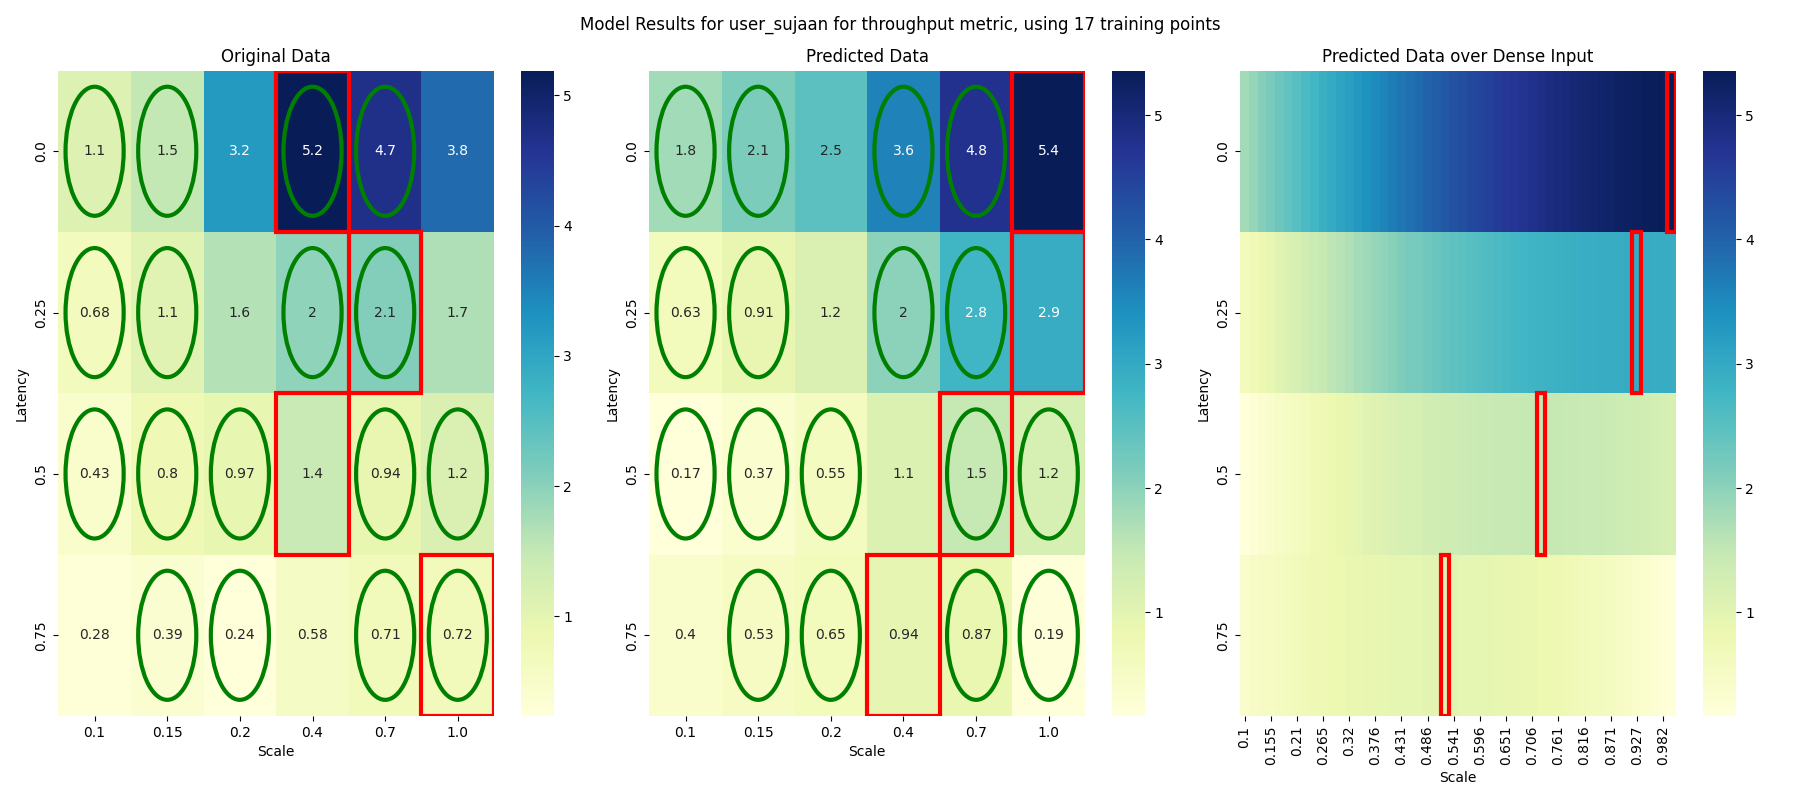 Model Results for user_sujaan for throughput metric, using 17 training points
Original Data
Latency
0.0 1.1 1.5 3.2 5.2 4.7 3.8
0.25 0.68 1.1 1.6 2 2.1 1.7
0.5 0.43 0.8 0.97 1.4 0.94 1.2
0.75 0.28 0.39 0.24 0.58 0.71 0.72
0.1 0.15 0.2 0.4 0.7 1.0
Scale
5
4
3
2
1
Predicted Data
Latency
0.0 1.8 2.1 2.5 3.6 4.8 5.4
0.25 0.63 0.91 1.2 2 2.8 2.9
0.5 0.17 0.37 0.55 1.1 1.5 1.2
0.75 0.4 0.53 0.65 0.94 0.87 0.19
0.1 0.15 0.2 0.4 0.7 1.0
Scale
5
4
3
2
1
Predicted Data over Dense Input
Latency
0.0
0.25
0.5
0.75
0.1 0.155 0.21 0.265 0.32 0.376 0.431 0.486 0.541 0.596 0.651 0.706 0.761 0.816 0.871 0.927 0.982
Scale
5
4
3
2
1